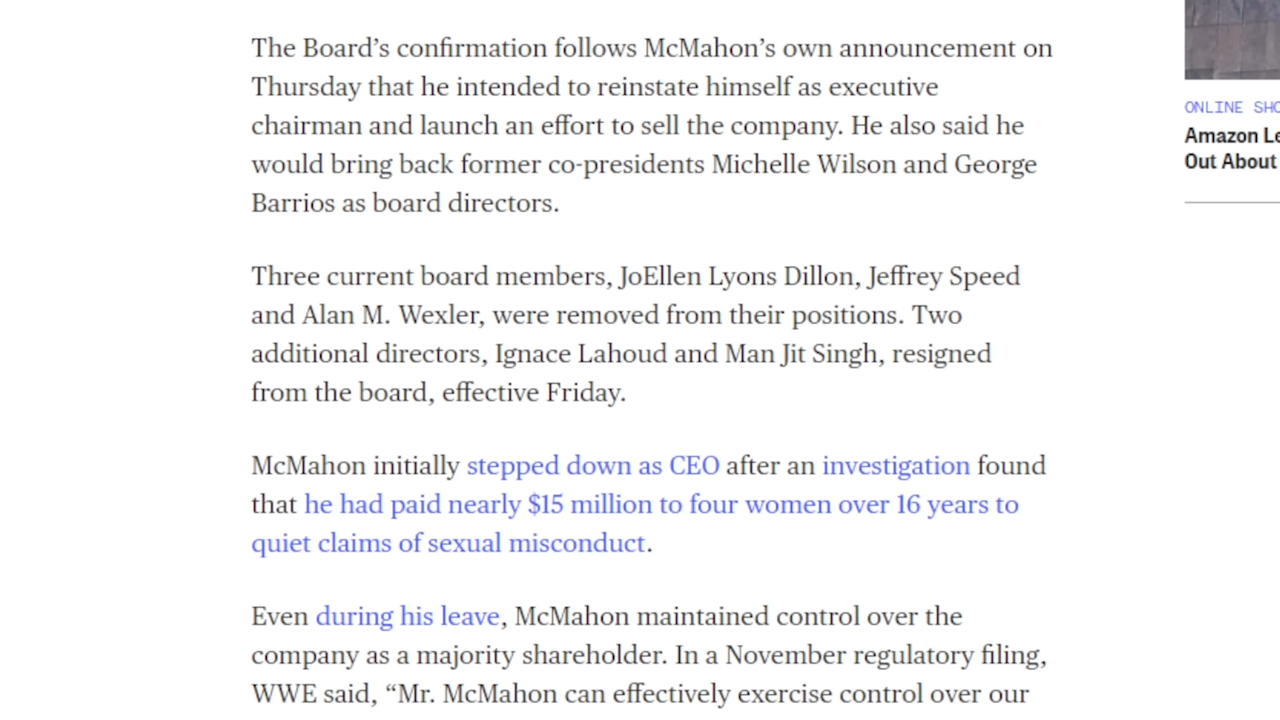 The Board’s confirmation follows McMahon’s own announcement on
Thursday that he intended to reinstate himself as executive
chairman and launch an effort to sell the company. He also said he
would bring back former co-presidents Michelle Wilson and George
Barrios as board directors.
Three current board members, JoEllen Lyons Dillon, Jeffrey Speed
and Alan M. Wexler, were removed from their positions. Two
additional directors, Ignace Lahoud and Man Jit Singh, resigned
from the board, effective Friday.
McMahon initially stepped down as CEO after an investigation found
that he had paid nearly $15 million to four women over 16 years to
quiet claims of sexual misconduct.
Even during his leave, McMahon maintained control over the
company as a majority shareholder. In a November regulatory filing,
WWE said, “Mr. McMahon can effectively exercise control over our
ONLINE SHO
Amazon Le
Out About